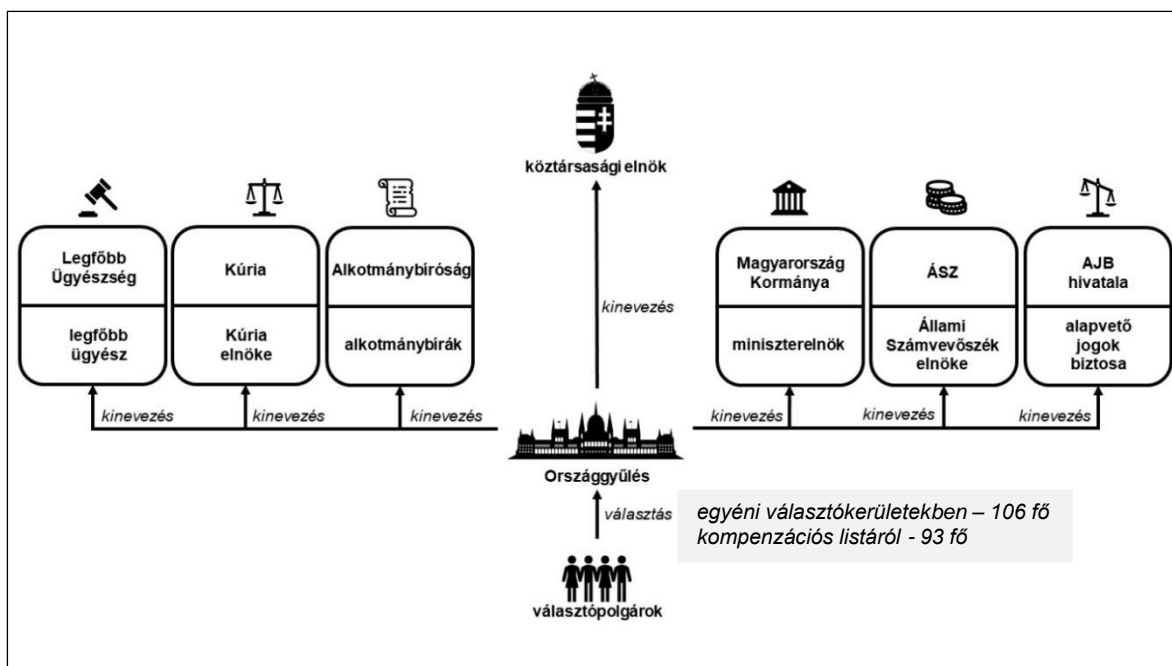 köztársasági elnök
Legfőbb
Ügyészség
legfőbb
ügyész
Kúria
Kúria
elnöke
Alkotmánybíróság
alkotmánybírák
kinevezés
Magyarország
Kormánya
miniszterelnök
ÁSZ
Állami
Számvevőszék
elnöke
AJB
hivatala
alapvető
jogok
biztosa
kinevezés
kinevezés
kinevezés
kinevezés
kinevezés
kinevezés
Országgyűlés
választás
egyéni választókerületekben – 106 fő
kompenzációs listáról - 93 fő
választópolgárok